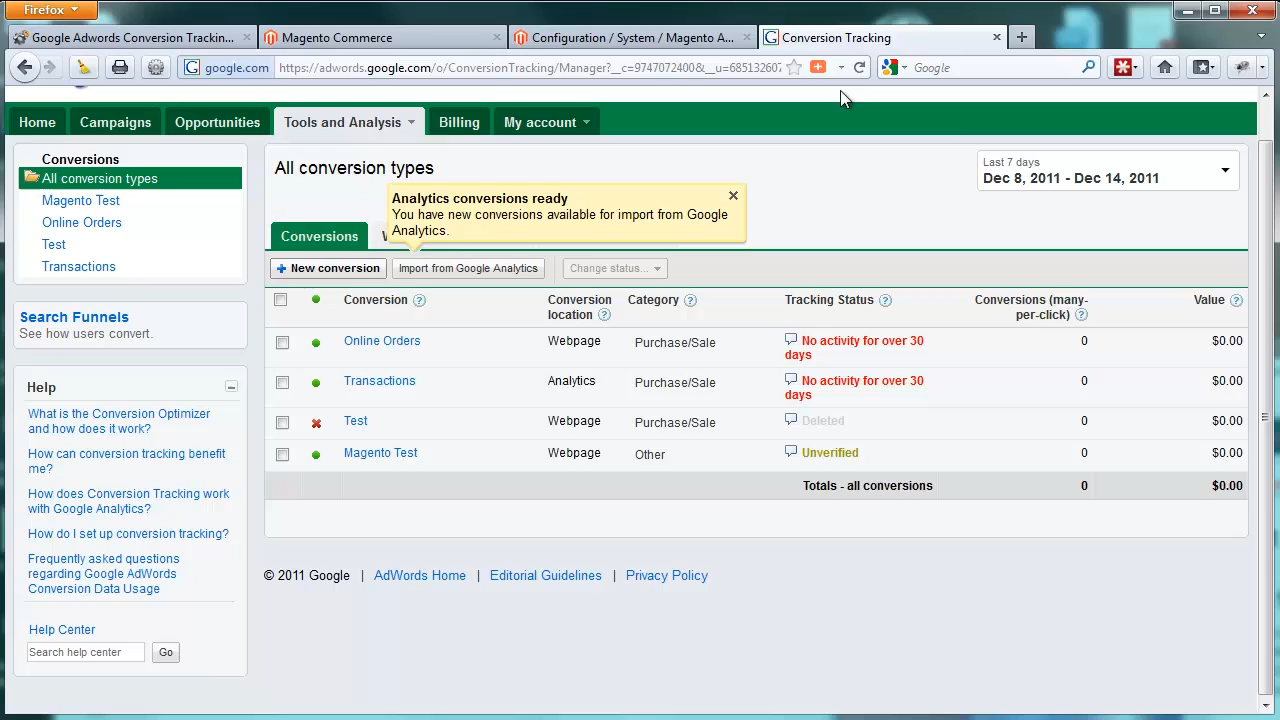 Firefox
Google Adwords Conversion Trackin...
Magento Commerce
Configuration / System / Magento A...
Conversion Tracking
google.com
https://adwords.google.com/o/ConversionTracking/Manager?__c=9747072400&__u=685132607
Google
Home
Campaigns
Opportunities
Tools and Analysis
Billing
My account
Conversions
All conversion types
Magento Test
Online Orders
Test
Transactions
Search Funnels
See how users convert.
Help
What is the Conversion Optimizer
and how does it work?
How can conversion tracking benefit
me?
How does Conversion Tracking work
with Google Analytics?
How do I set up conversion tracking?
Frequently asked questions
regarding Google AdWords
Conversion Data Usage
Help Center
Search help center
Go
All conversion types
Last 7 days
Dec 8, 2011 - Dec 14, 2011
Analytics conversions ready
You have new conversions available for import from Google
Analytics.
Conversions
New conversion
Import from Google Analytics
Change status...
Conversion
Conversion
location
Category
Tracking Status
Conversions (many-
per-click)
Value
Online Orders Webpage Purchase/Sale No activity for over 30
days 0 $0.00
Transactions Analytics Purchase/Sale No activity for over 30
days 0 $0.00
Test Webpage Purchase/Sale Deleted 0 $0.00
Magento Test Webpage Other Unverified 0 $0.00
Totals - all conversions 0 $0.00
© 2011 Google | AdWords Home | Editorial Guidelines | Privacy Policy